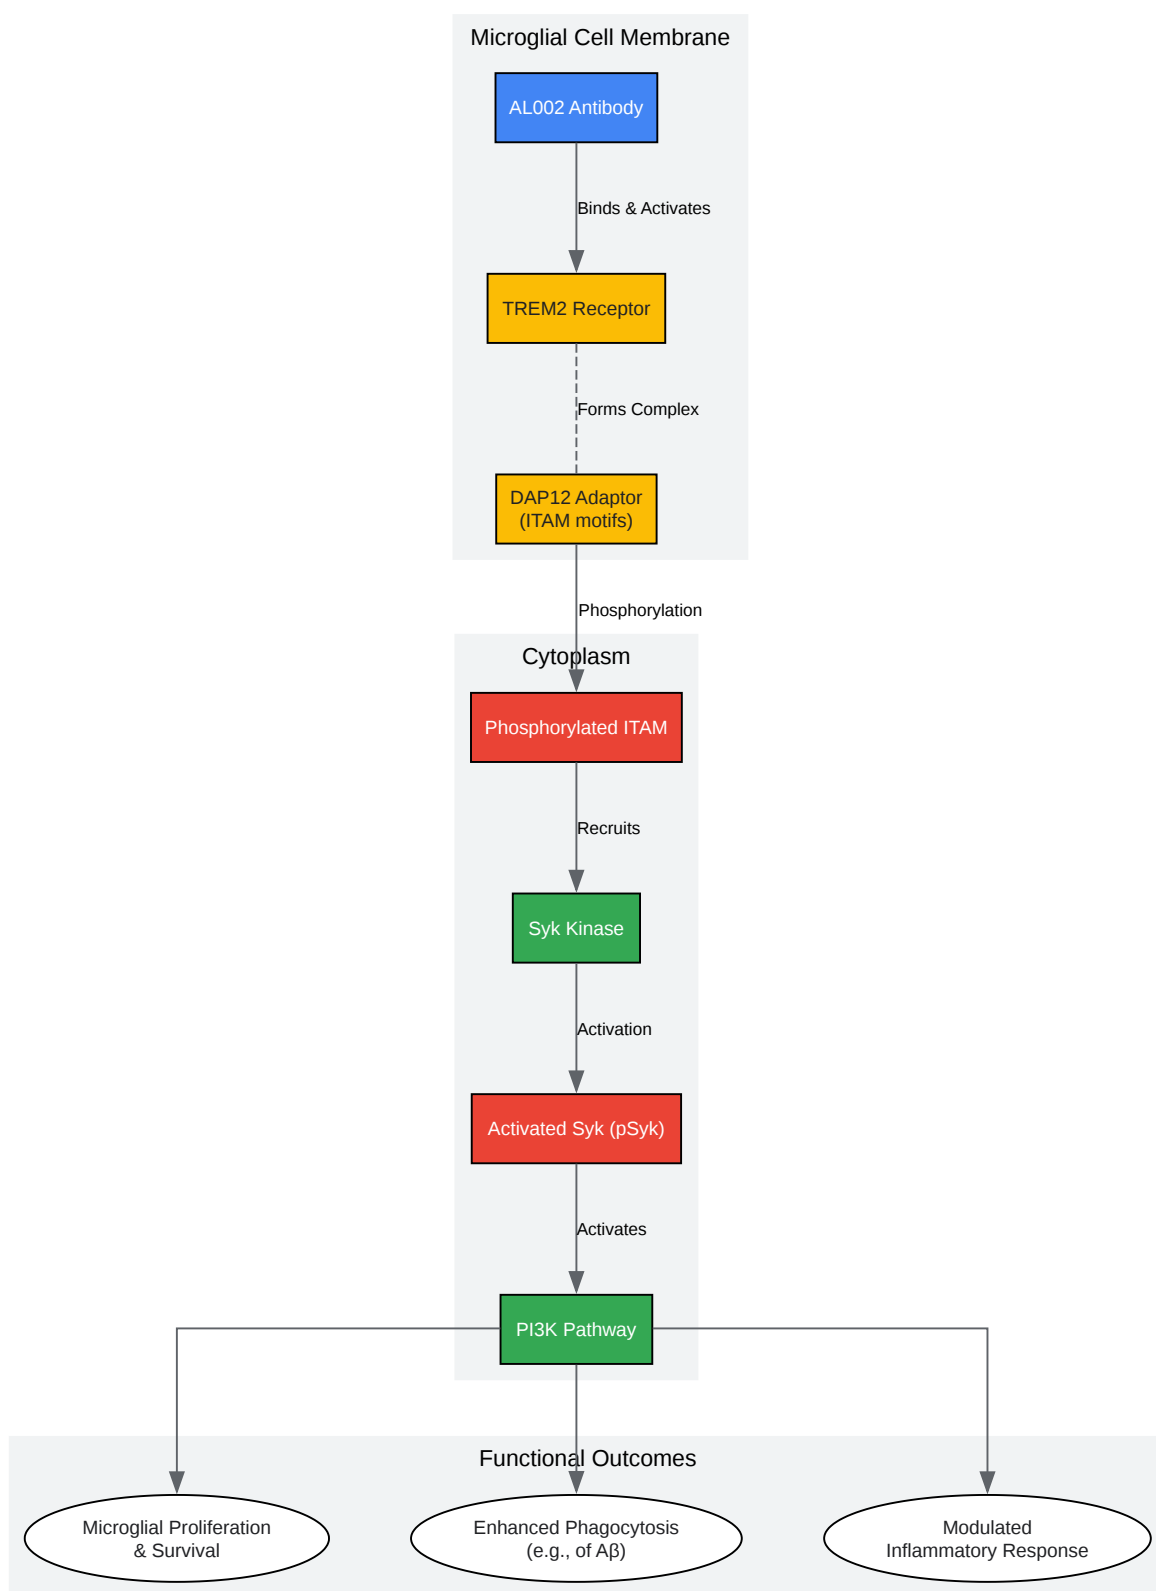 Microglial Cell Membrane
AL002 Antibody
Binds & Activates
TREM2 Receptor
Forms Complex
DAP12 Adaptor
(ITAM motifs)
Phosphorylation
Cytoplasm
Phosphorylated ITAM
Recruits
Syk Kinase
Activation
Activated Syk (pSyk)
Activates
PI3K Pathway
Functional Outcomes
Microglial Proliferation
& Survival
Enhanced Phagocytosis
(e.g., of Aβ)
Modulated
Inflammatory Response